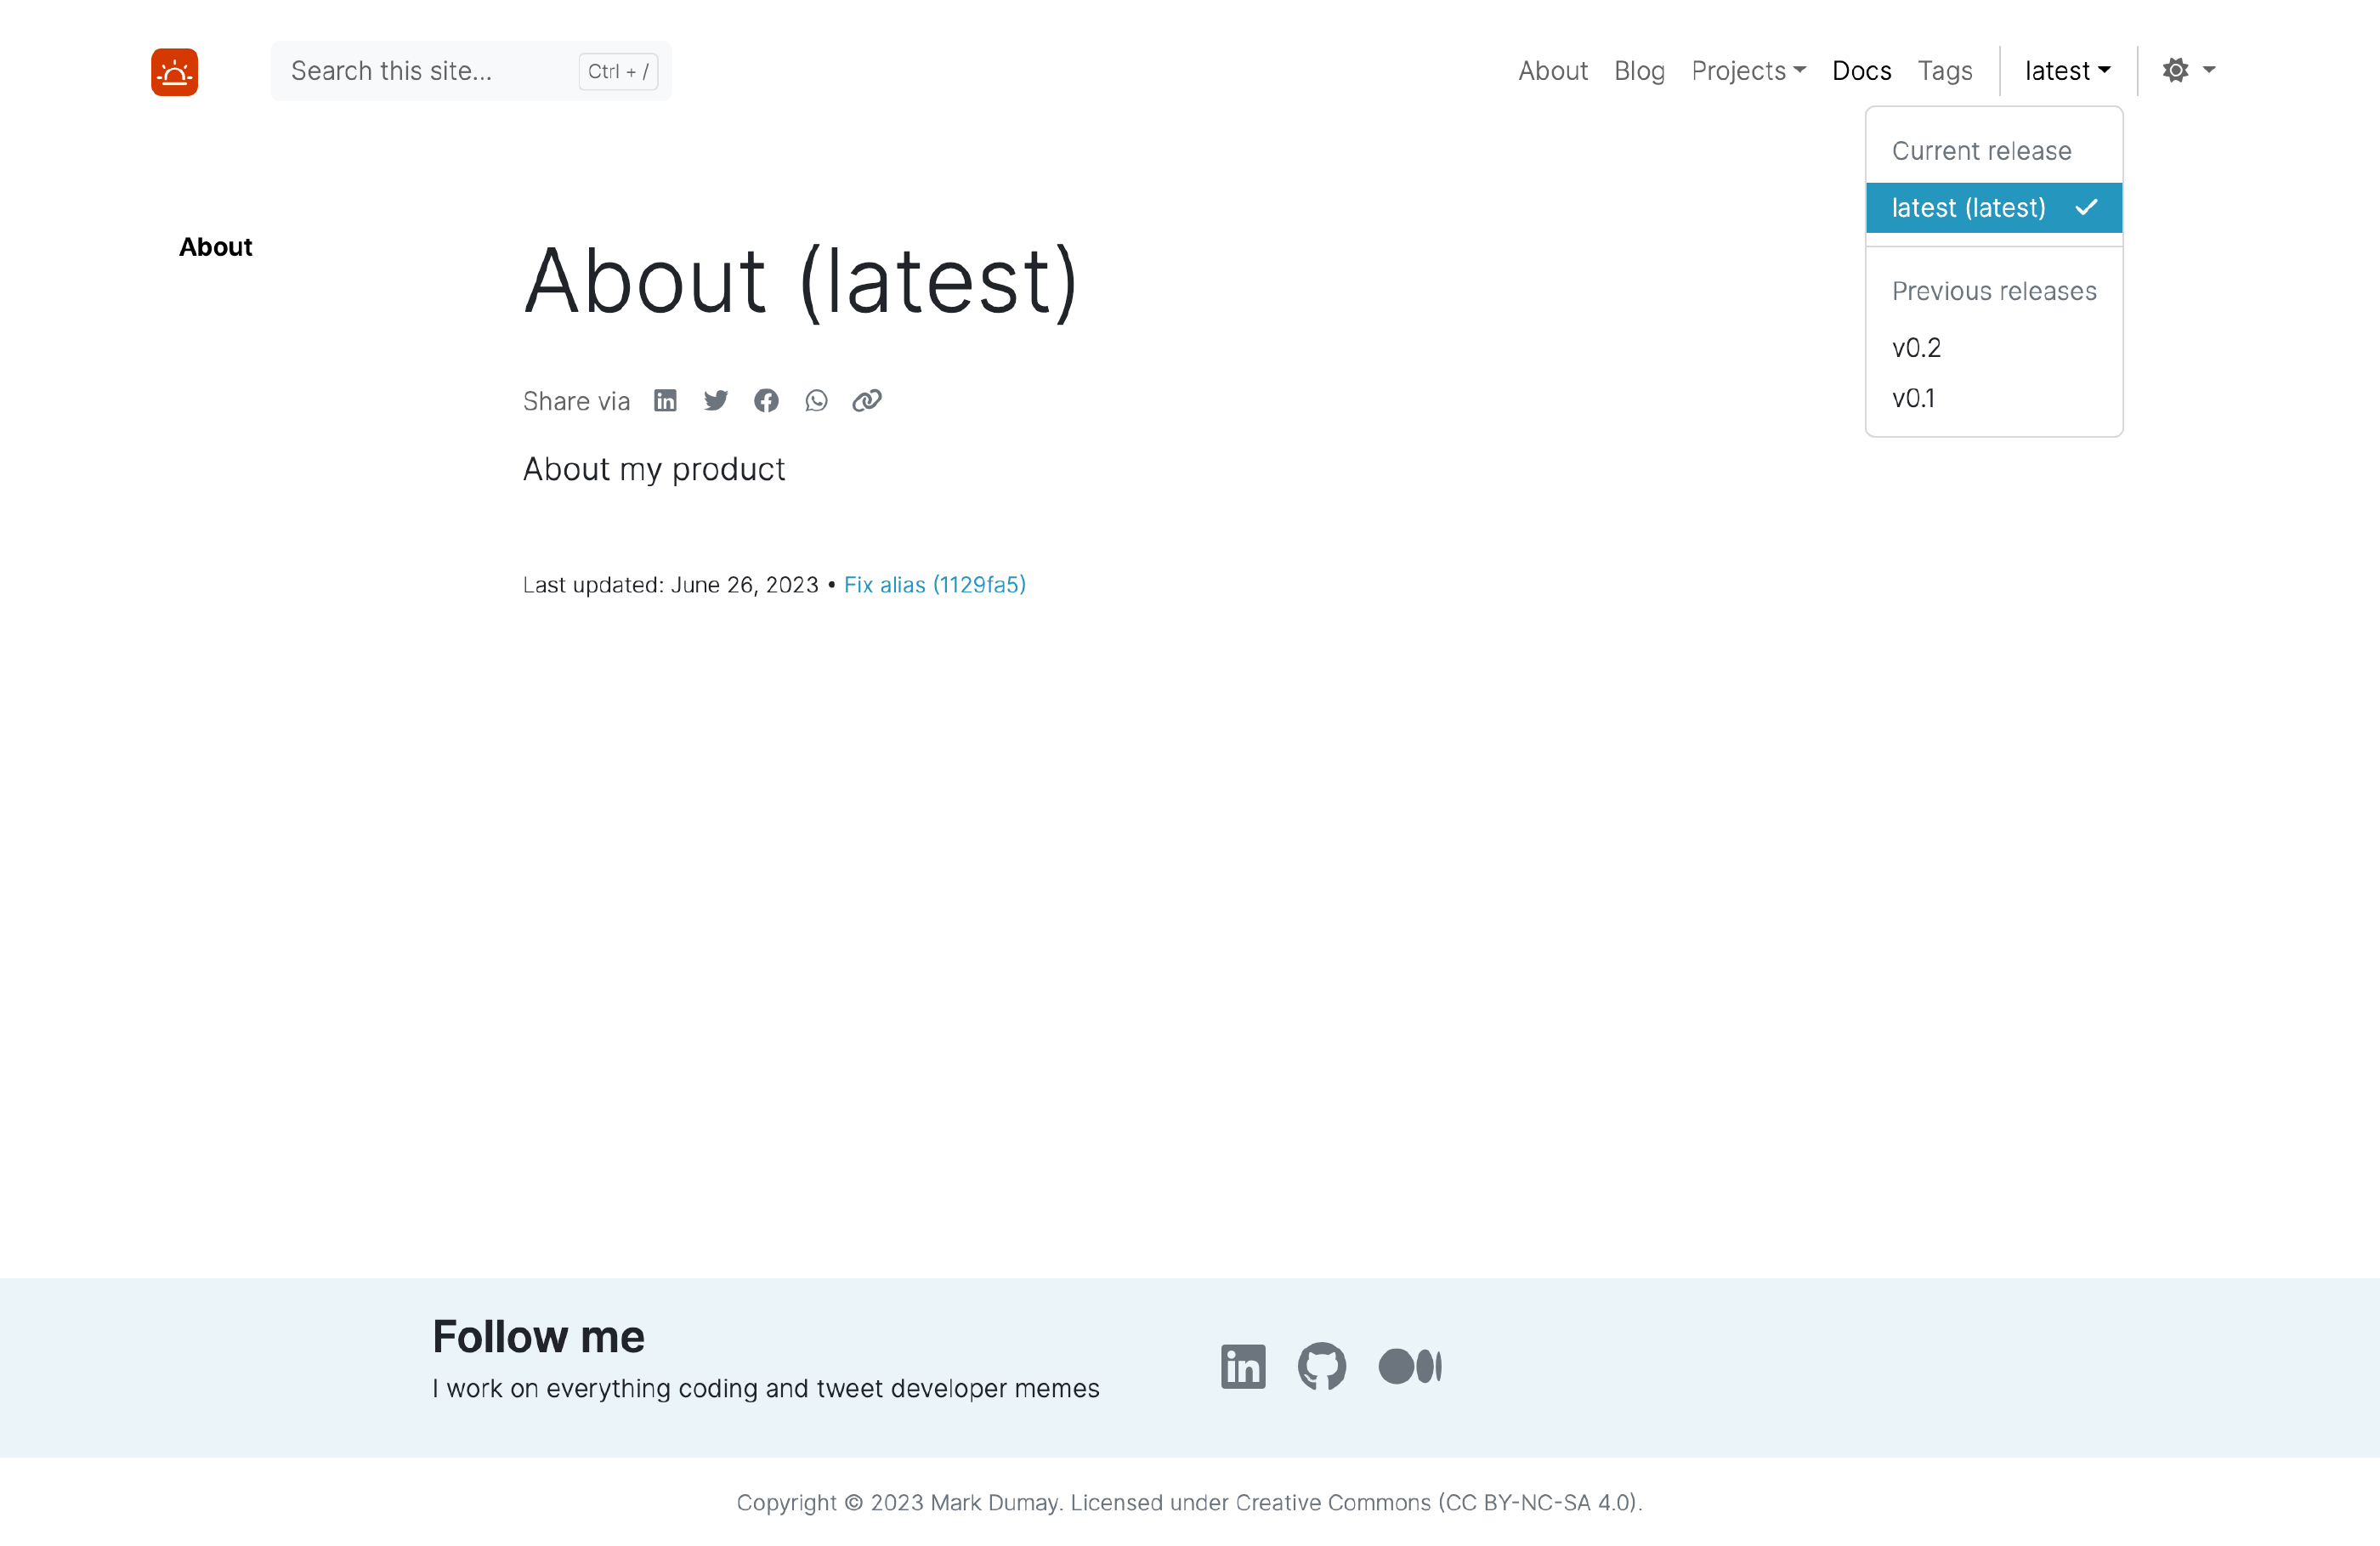 Search this site... Ctrl + /
About Blog Projects Docs Tags latest
Current release
latest (latest)
Previous releases
v0.2
v0.1
About
About (latest)
Share via
About my product
Last updated: June 26, 2023 • Fix alias (1129fa5)
Follow me
I work on everything coding and tweet developer memes
Copyright © 2023 Mark Dumay. Licensed under Creative Commons (CC BY-NC-SA 4.0).